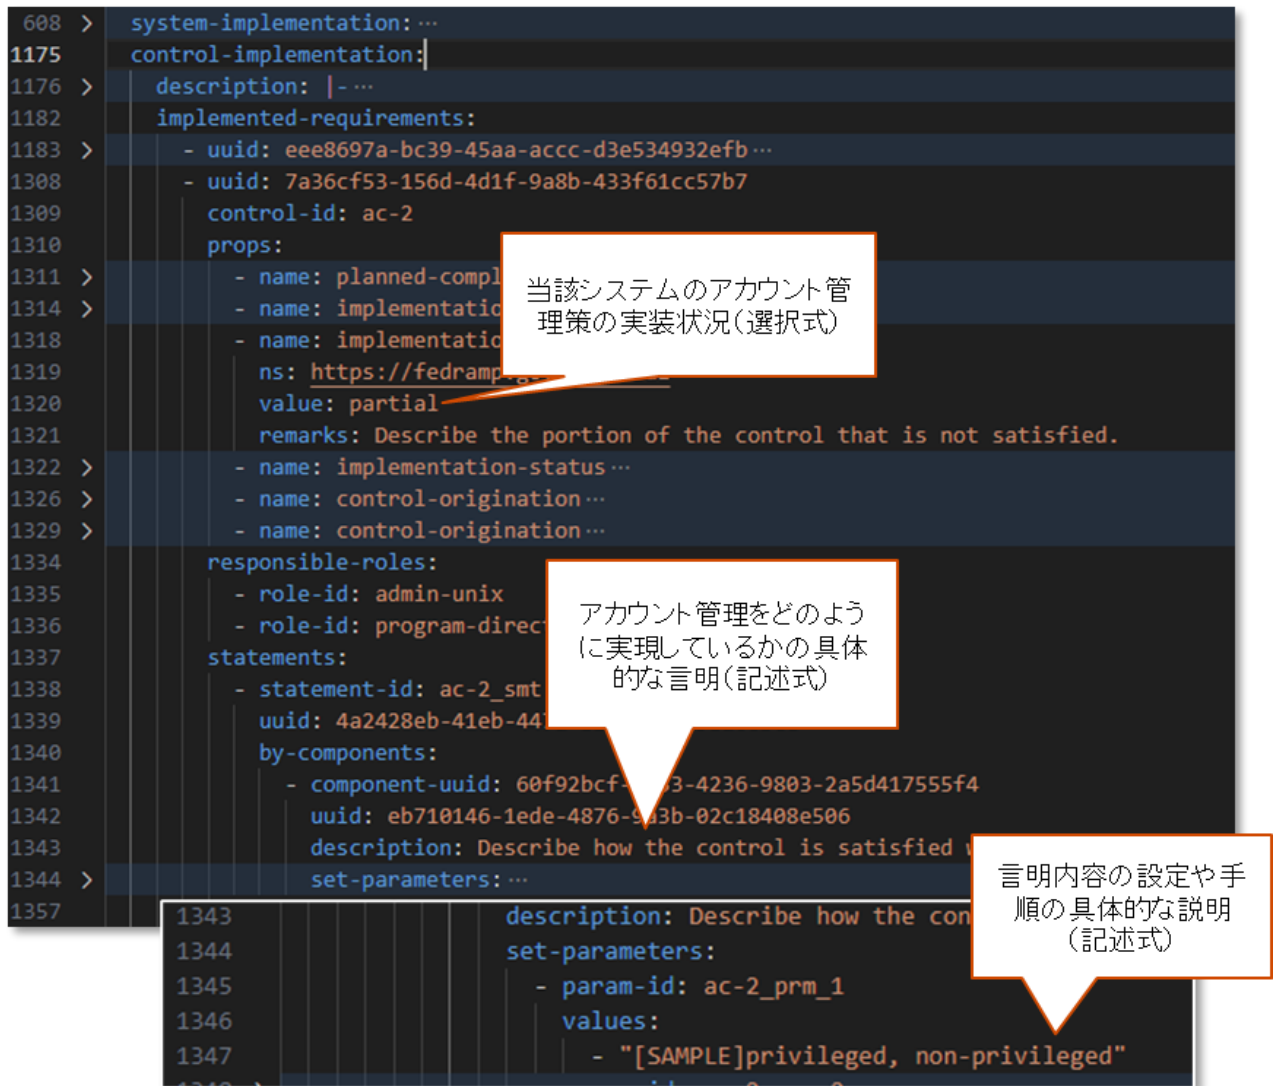 608 > system-implementation: ···
1175 control-implementation:
1176 > description: |- ···
1182 implemented-requirements:
1183 > - uuid: eee8697a-bc39-45aa-accc-d3e534932efb ···
1308 - uuid: 7a36cf53-156d-4d1f-9a8b-433f61cc57b7
1309 control-id: ac-2
1310 props:
1311 > - name: planned-compl
1314 > - name: implementatio
1318 - name: implementatio
1319 ns: https://fedramp.g
1320 value: partial
1321 remarks: Describe the portion of the control that is not satisfied.
1322 > - name: implementation-status ···
1326 > - name: control-origination ···
1329 > - name: control-origination ···
1334 responsible-roles:
1335 - role-id: admin-unix
1336 - role-id: program-direc
1337 statements:
1338 - statement-id: ac-2_smt
1339 uuid: 4a2428eb-41eb-44
1340 by-components:
1341 - component-uuid: 60f92bcf- 3-4236-9803-2a5d417555f4
1342 uuid: eb710146-1ede-4876-9a3b-02c18408e506
1343 description: Describe how the control is satisfied
1344 > set-parameters: ···
1357
当該システムのアカウント管
理策の実装状況(選択式)
アカウント管理をどのよう
に実現しているかの具体
的な言明(記述式)
言明内容の設定や手
順の具体的な説明
(記述式)
1343 description: Describe how the con
1344 set-parameters:
1345 - param-id: ac-2_prm_1
1346 values:
1347 - "[SAMPLE]privileged, non-privileged"